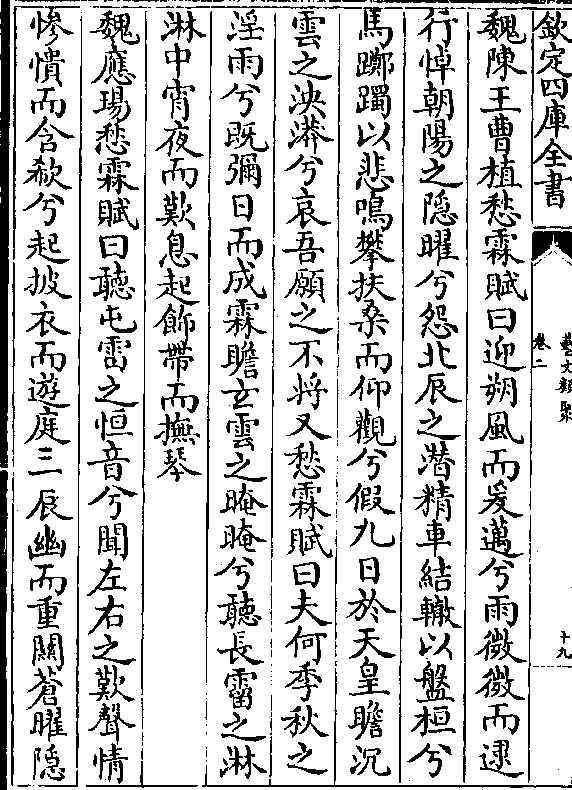 欽定四庫全書
藝文類聚
卷二
十九
魏陳王曹植愁霖賦曰迎朔風而爰邁兮雨微微而逮
行悼朝陽之隠曜兮怨北辰之潛精車結轍以盤桓兮
馬躑躅以悲鳴攀扶桑而仰觀兮假九日於天皇瞻沉
雲之泱漭兮哀吾願之不將又愁霖賦曰夫何季秋之
淫雨兮既彌日而成霖瞻玄雲之晻晻兮聽長霤之淋
淋中宵夜而歎息起飾帶而撫琴
魏應瑒愁霖賦曰聽屯雷之恒音兮聞左右之歎聲情
慘憒而含欷兮起披衣而遊庭三辰幽而重關蒼曜隠